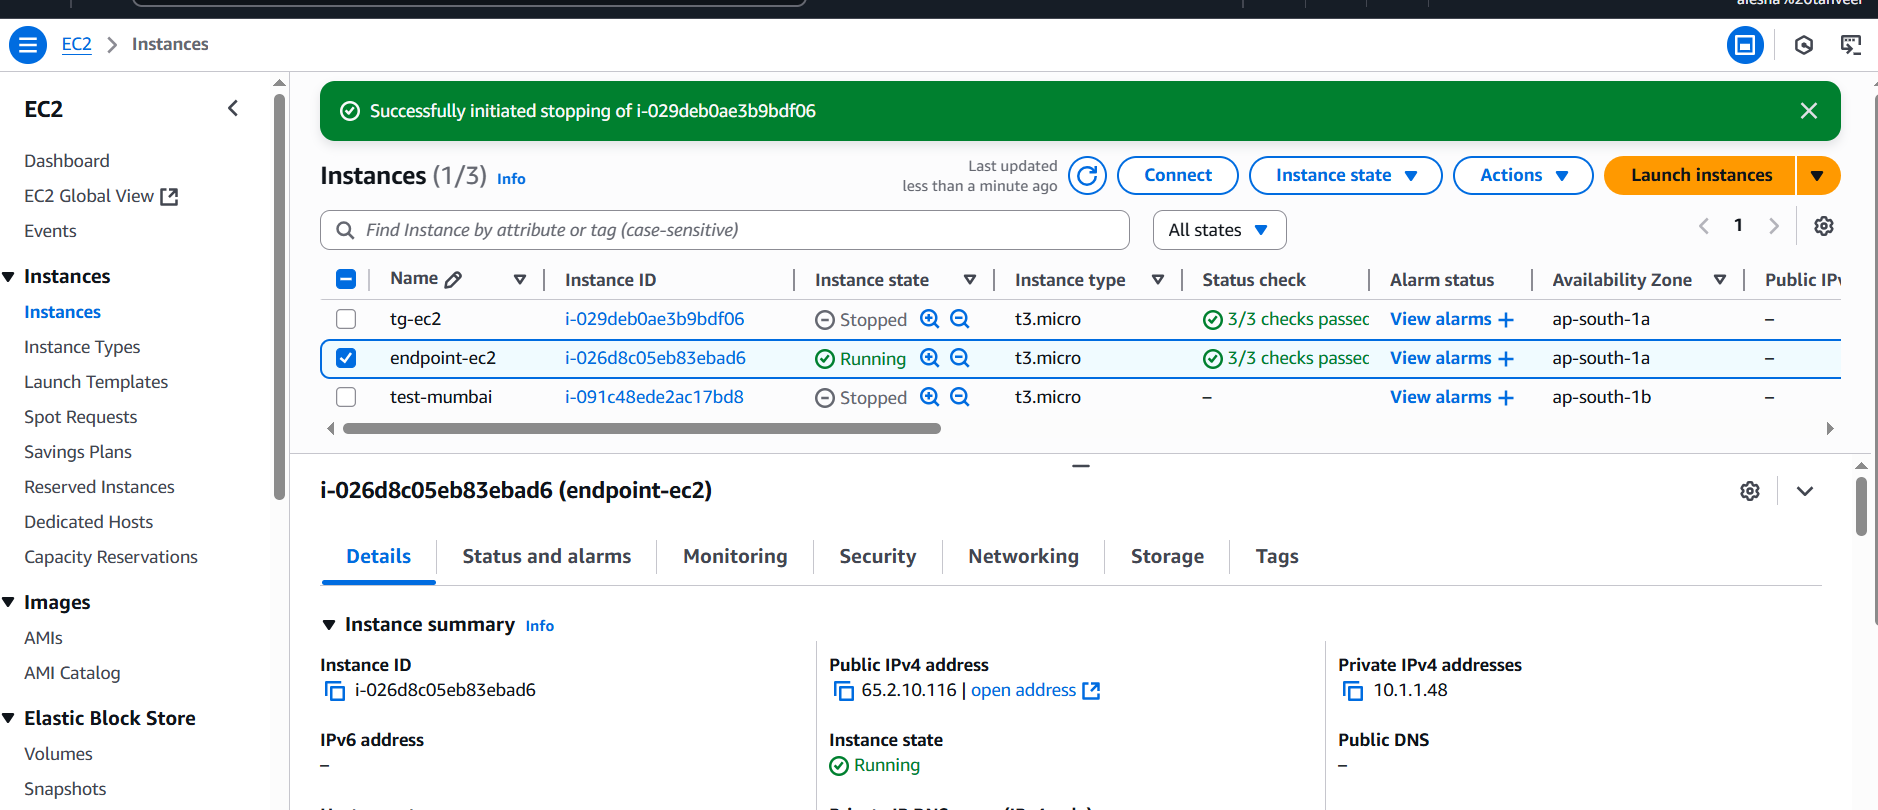 EC2 Instances
EC2
Dashboard
EC2 Global View
Events
Instances
Instances
Instance Types
Launch Templates
Spot Requests
Savings Plans
Reserved Instances
Dedicated Hosts
Capacity Reservations
Images
AMIs
AMI Catalog
Elastic Block Store
Volumes
Snapshots
Successfully initiated stopping of i-029deb0ae3b9bdf06
Instances (1/3) Info
Last updated
less than a minute ago
Connect
Instance state
Actions
Launch instances
Find Instance by attribute or tag (case-sensitive)
All states
1
Name Instance ID Instance state Instance type Status check Alarm status Availability Zone Public IPv
tg-ec2 i-029deb0ae3b9bdf06 Stopped t3.micro 3/3 checks passed View alarms + ap-south-1a –
endpoint-ec2 i-026d8c05eb83ebad6 Running t3.micro 3/3 checks passed View alarms + ap-south-1a –
test-mumbai i-091c48ede2ac17bd8 Stopped t3.micro – View alarms + ap-south-1b –
i-026d8c05eb83ebad6 (endpoint-ec2)
Details Status and alarms Monitoring Security Networking Storage Tags
Instance summary Info
Instance ID
i-026d8c05eb83ebad6
Public IPv4 address
65.2.10.116 | open address
Private IPv4 addresses
10.1.1.48
IPv6 address
–
Instance state
Running
Public DNS
–